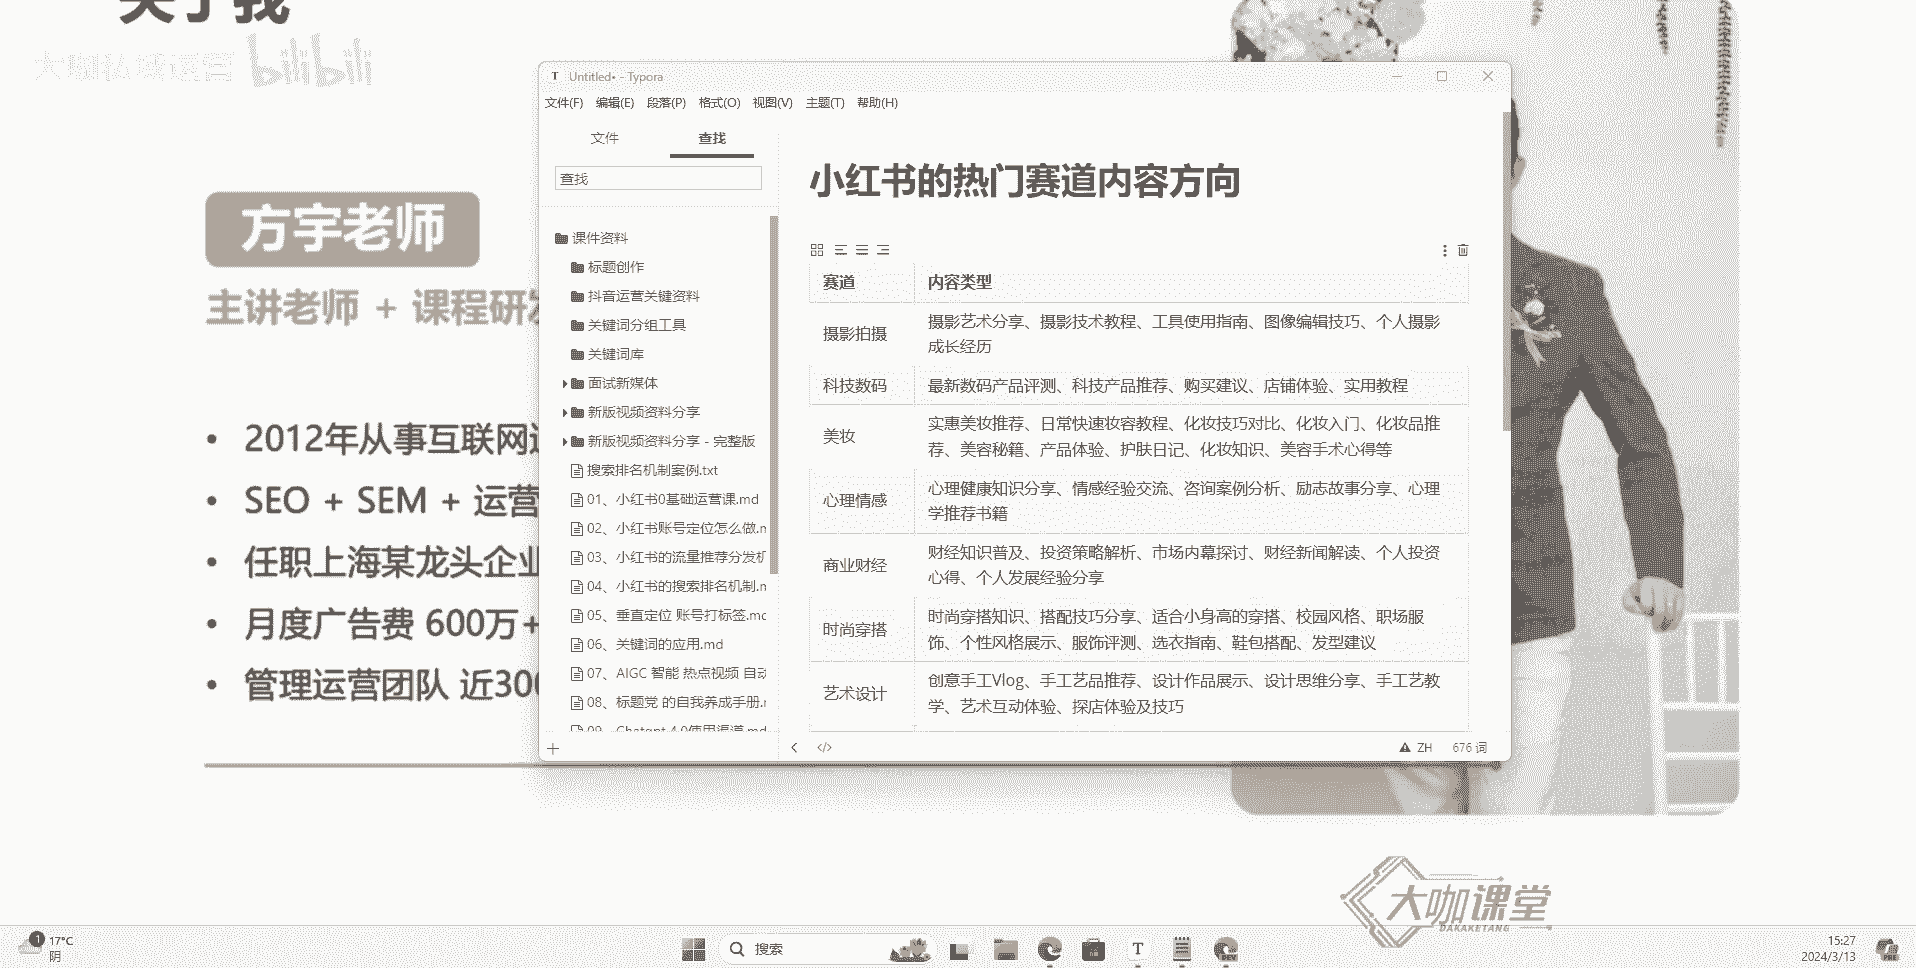 关于我
大咖私域运营 bilibili
方宇老师
主讲老师 + 课程研发
2012年从事互联网
SEO + SEM + 运营
任职上海某龙头企业
月度广告费 600万+
管理运营团队 近300
Untitled• - Typora
文件(F) 编辑(E) 段落(P) 格式(O) 视图(V) 主题(T) 帮助(H)
文件 查找
查找
课件资料
标题创作
抖音运营关键资料
关键词分组工具
关键词库
面试新媒体
新版视频资料分享
新版视频资料分享 - 完整版
搜索排名机制案例.txt
01、小红书0基础运营课.md
02、小红书账号定位怎么做.m
03、小红书的流量推荐分发机
04、小红书的搜索排名机制.m
05、垂直定位 账号打标签.md
06、关键词的应用.md
07、AIGC 智能 热点视频 自动
08、标题党 的自我养成手册.m
09、Chatgpt 4.0使用渠道.md
小红书的热门赛道内容方向
赛道 内容类型
摄影拍摄 摄影艺术分享、摄影技术教程、工具使用指南、图像编辑技巧、个人摄影
成长经历
科技数码 最新数码产品评测、科技产品推荐、购买建议、店铺体验、实用教程
美妆 实惠美妆推荐、日常快速妆容教程、化妆技巧对比、化妆入门、化妆品推
荐、美容秘籍、产品体验、护肤日记、化妆知识、美容手术心得等
心理情感 心理健康知识分享、情感经验交流、咨询案例分析、励志故事分享、心理
学推荐书籍
商业财经 财经知识普及、投资策略解析、市场内幕探讨、财经新闻解读、个人投资
心得、个人发展经验分享
时尚穿搭 时尚穿搭知识、搭配技巧分享、适合小身高的穿搭、校园风格、职场服
饰、个性风格展示、服饰评测、选衣指南、鞋包搭配、发型建议
艺术设计 创意手工Vlog、手工艺品推荐、设计作品展示、设计思维分享、手工艺教
学、艺术互动体验、探店体验及技巧
ZH 676 词
大咖课堂
DAKAKETANG
1 17°C
阴
搜索
T
DEV
15:27
2024/3/13
PRE